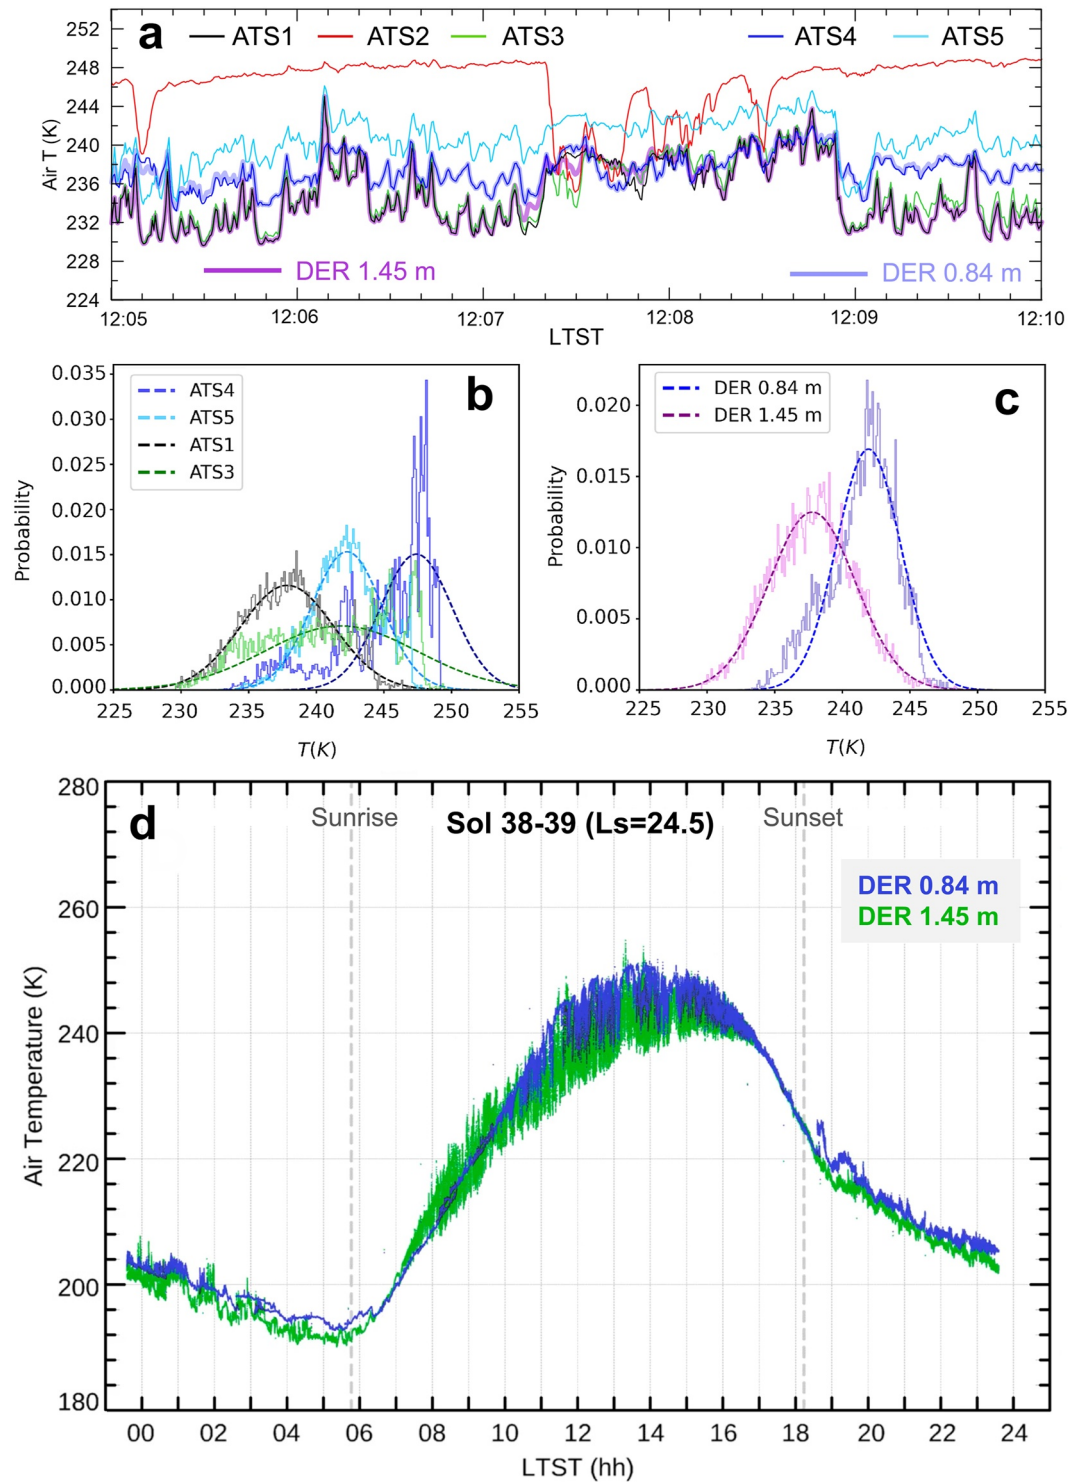 252
248
244
240
236
232
228
224
Air T (K)
a
ATS1
ATS2
ATS3
ATS4
ATS5
DER 1.45 m
DER 0.84 m
12:05
12:06
12:07
12:08
12:09
12:10
LTST
0.035
0.030
0.025
0.020
0.015
0.010
0.005
0.000
Probability
ATS4
ATS5
ATS1
ATS3
b
225
230
235
240
245
250
255
T(K)
0.020
0.015
0.010
0.005
0.000
Probability
DER 0.84 m
DER 1.45 m
c
225
230
235
240
245
250
255
T(K)
280
260
240
220
200
180
Air Temperature (K)
d
Sunrise
Sol 38-39 (Ls=24.5)
Sunset
DER 0.84 m
DER 1.45 m
00
02
04
06
08
10
12
14
16
18
20
22
24
LTST (hh)